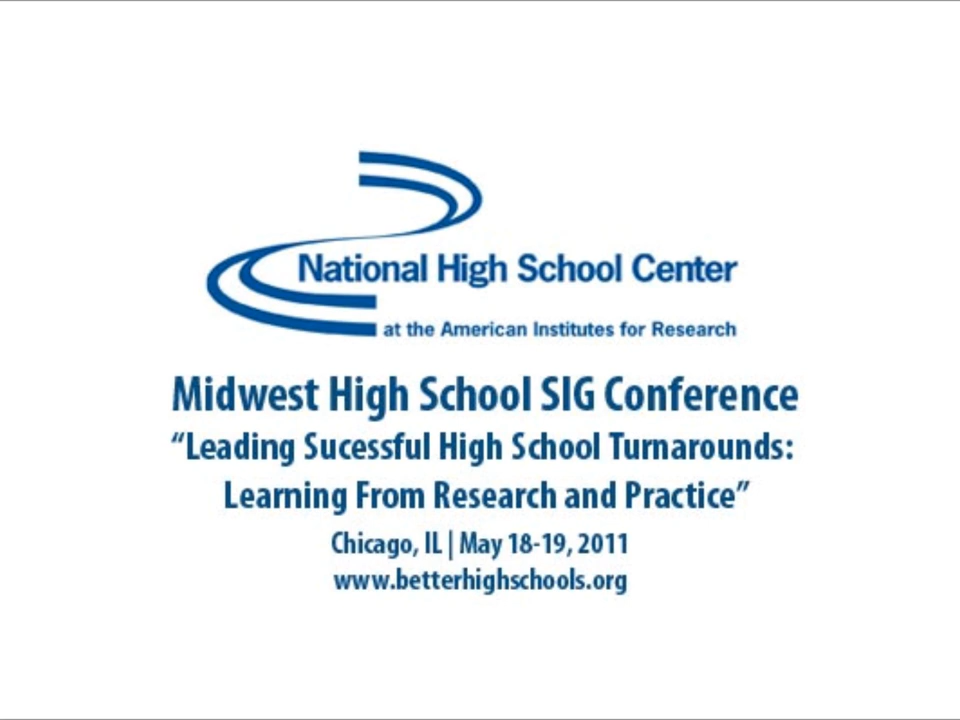 National High School Center
at the American Institutes for Research
Midwest High School SIG Conference
“Leading Sucessful High School Turnarounds:
Learning From Research and Practice”
Chicago, IL | May 18-19, 2011
www.betterhighschools.org